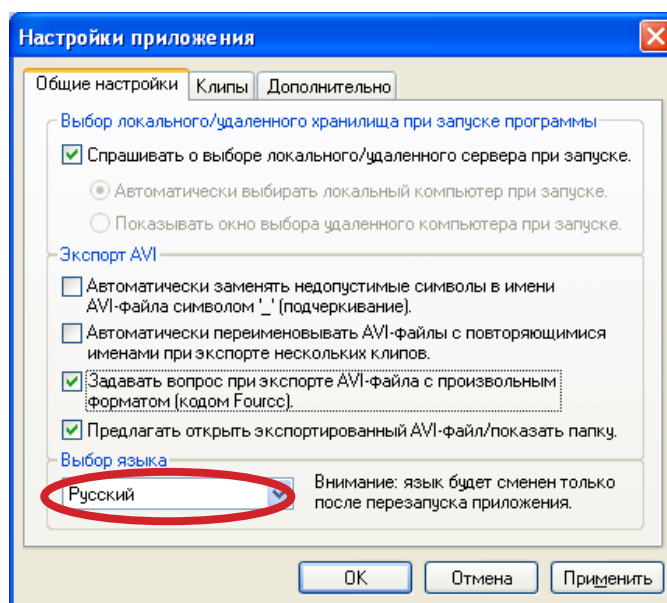 Настройки приложения
Общие настройки Клипы Дополнительно
Выбор локального/удаленного хранилища при запуске программы
Спрашивать о выборе локального/удаленного сервера при запуске.
Автоматически выбирать локальный компьютер при запуске.
Показывать окно выбора удаленного компьютера при запуске.
Экспорт AVI
Автоматически заменять недопустимые символы в имени
AVI-файла символом '_' (подчеркивание).
Автоматически переименовывать AVI-файлы с повторяющимися
именами при экспорте нескольких клипов.
Задавать вопрос при экспорте AVI-файла с произвольным
форматом (кодом Fourcc).
Предлагать открыть экспортированный AVI-файл/показать папку.
Выбор языка
Русский
Внимание: язык будет сменен только
после перезапуска приложения.
OK Отмена Применить